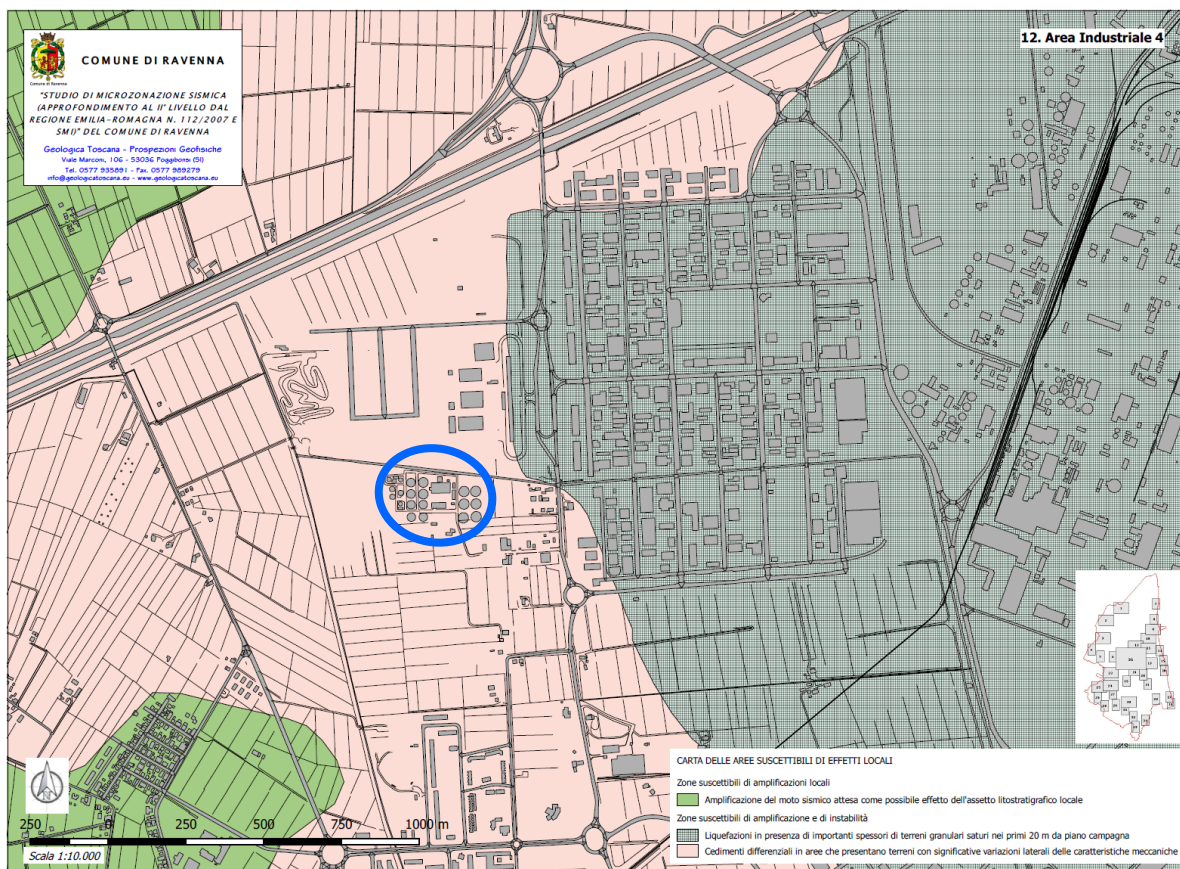 12. Area Industriale 4
COMUNE DI RAVENNA
Comune di Ravenna
"STUDIO DI MICROZONAZIONE SISMICA
(APPROFONDIMENTO AL II° LIVELLO DAL
REGIONE EMILIA-ROMAGNA N. 112/2007 E
SMI)" DEL COMUNE DI RAVENNA
Geologica Toscana - Prospezioni Geofisiche
Viale Marconi, 106 - 53036 Poggibonsi (SI)
Tel. 0577 935891 - Fax. 0577 989279
info@geologicatoscana.eu - www.geologicatoscana.eu
CARTA DELLE AREE SUSCETTIBILI DI EFFETTI LOCALI
Zone suscettibili di amplificazioni locali
Amplificazione del moto sismico attesa come possibile effetto dell'assetto litostratigrafico locale
Zone suscettibili di amplificazione e di instabilità
Liquefazioni in presenza di importanti spessori di terreni granulari saturi nei primi 20 m da piano campagna
Cedimenti differenziali in aree che presentano terreni con significative variazioni laterali delle caratteristiche meccaniche
250 0 250 500 750 1000 m
Scala 1:10.000